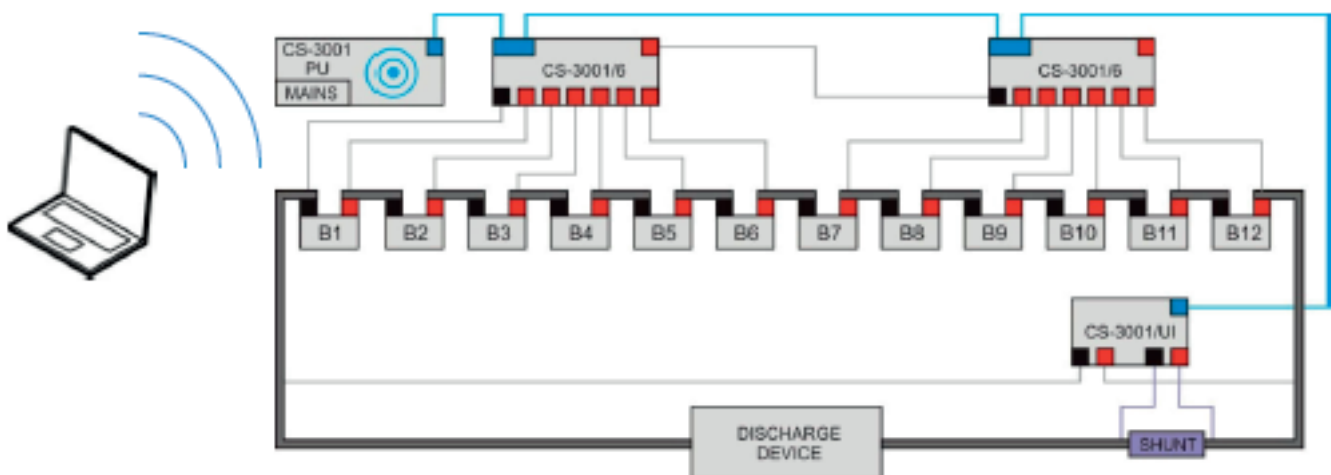 CS-3001
PU
MAINS
CS-3001/6
CS-3001/6
B1
B2
B3
B4
B5
B6
B7
B8
B9
B10
B11
B12
CS-3001/UI
DISCHARGE
DEVICE
SHUNT